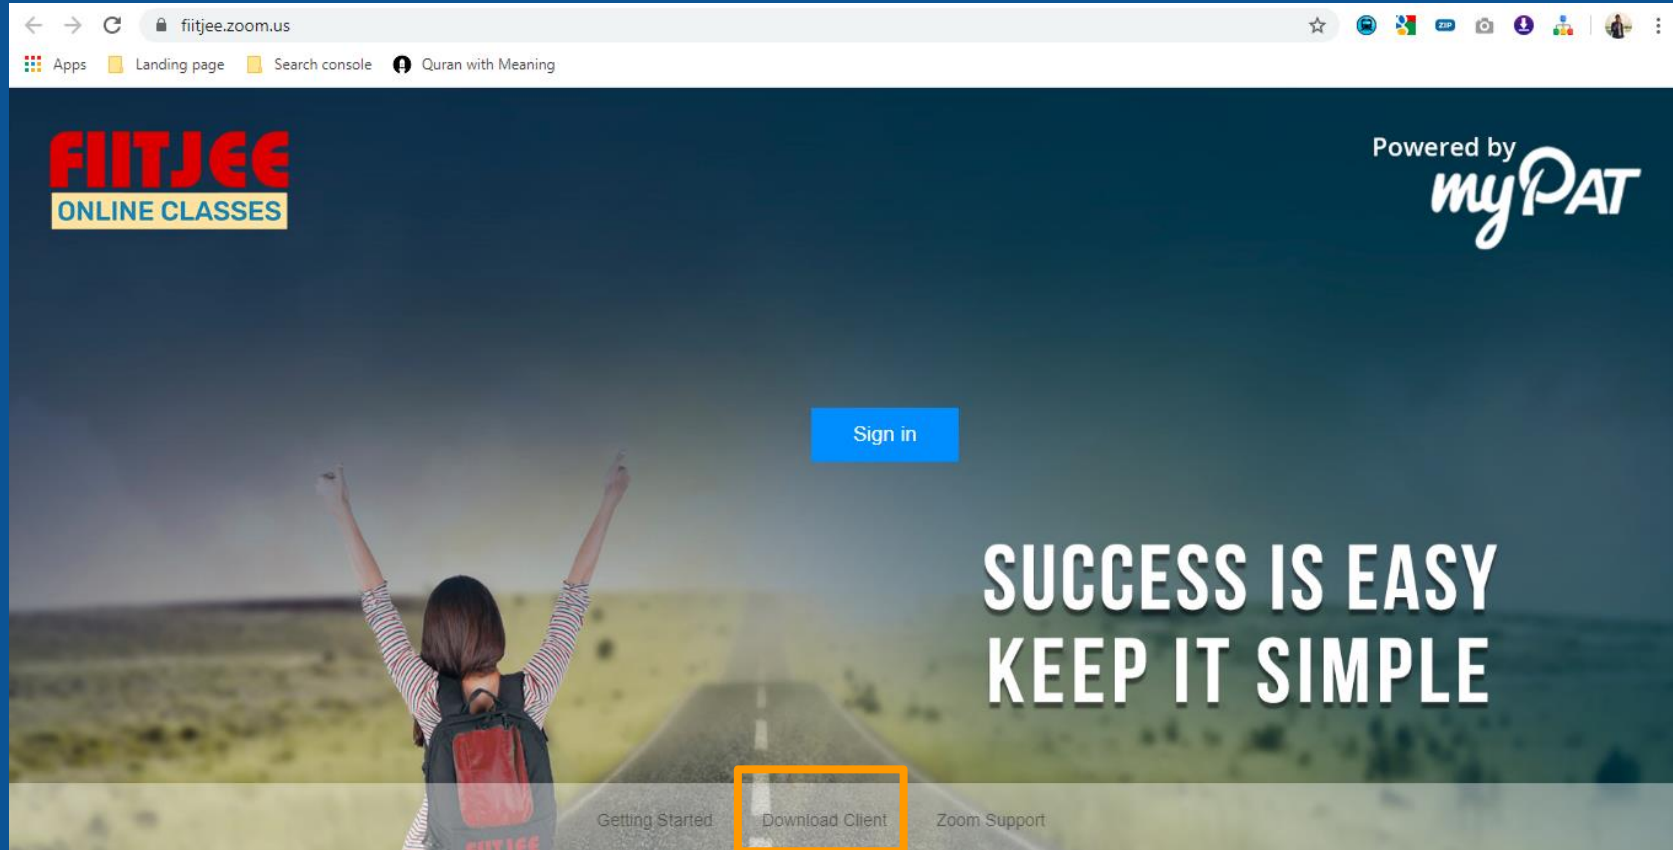 fiitjee.zoom.us
Apps Landing page Search console Quran with Meaning
FIITJEE
ONLINE CLASSES
Powered by
myPAT
Sign in
SUCCESS IS EASY
KEEP IT SIMPLE
Getting Started Download Client Zoom Support
FIITJEE